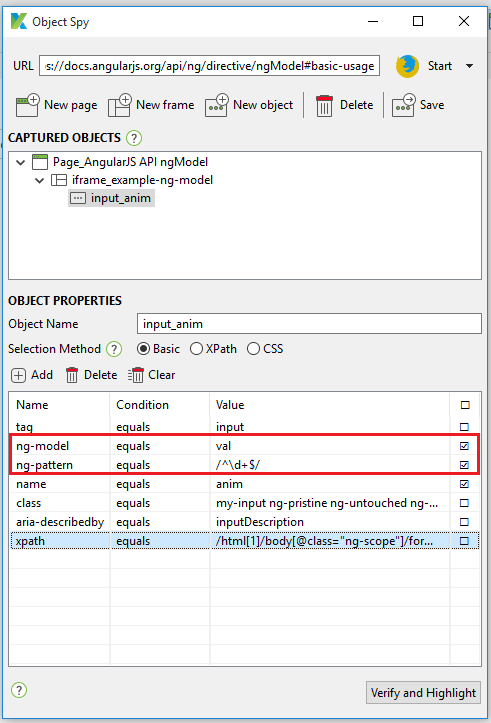 Object Spy
URL ›s://docs.angularjs.org/api/ng/directive/ngModel#basic-usage Start
New page New frame New object Delete Save
CAPTURED OBJECTS ?
Page_AngularJS API ngModel
iframe_example-ng-model
input_anim
OBJECT PROPERTIES
Object Name input_anim
Selection Method ? Basic XPath CSS
Add Delete Clear
Name Condition Value
tag equals input
ng-model equals val
ng-pattern equals /^\d+$/
name equals anim
class equals my-input ng-pristine ng-untouched ng-...
aria-describedby equals inputDescription
xpath equals /html[1]/body[@class="ng-scope"]/for...
? Verify and Highlight